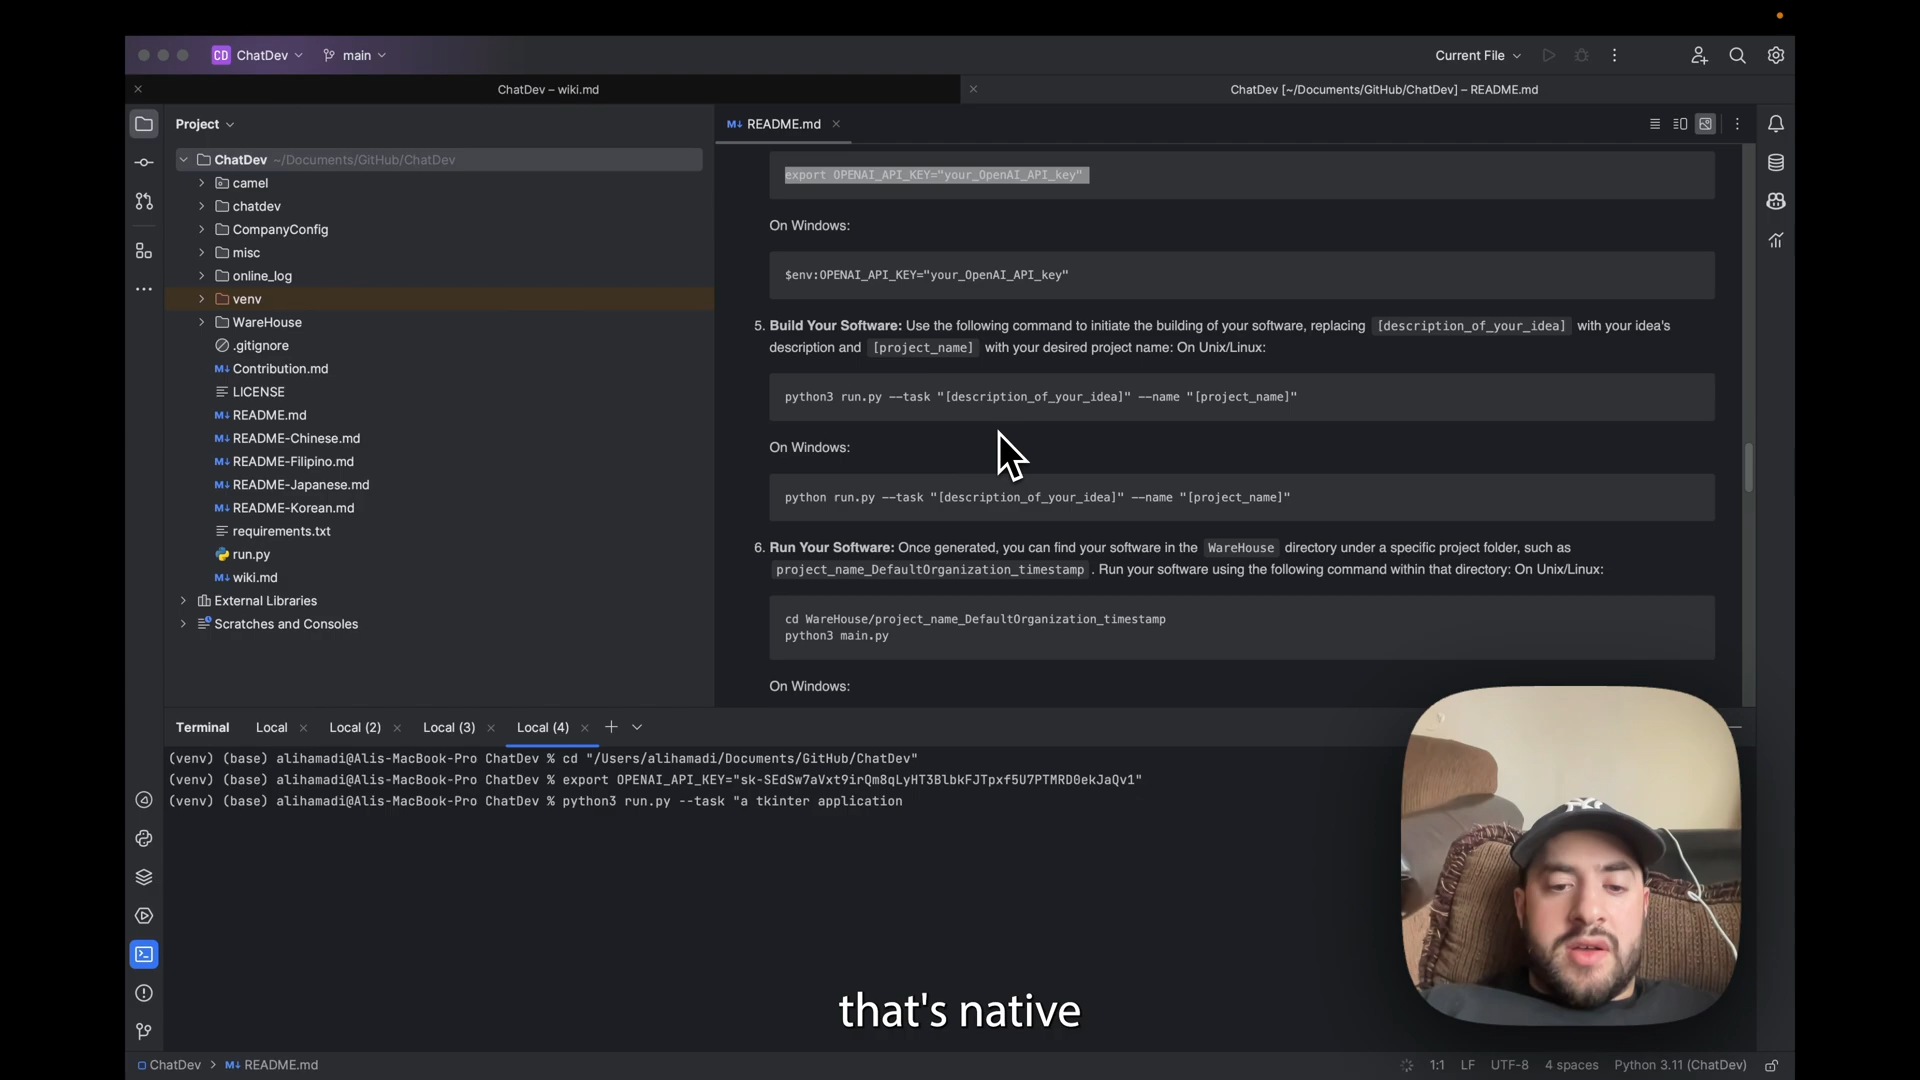 CD ChatDev main
Current File
ChatDev – wiki.md
ChatDev [~/Documents/GitHub/ChatDev] – README.md
Project
ChatDev ~/Documents/GitHub/ChatDev
camel
chatdev
CompanyConfig
misc
online_log
venv
WareHouse
.gitignore
M↓ Contribution.md
LICENSE
M↓ README.md
M↓ README-Chinese.md
M↓ README-Filipino.md
M↓ README-Japanese.md
M↓ README-Korean.md
requirements.txt
run.py
M↓ wiki.md
External Libraries
Scratches and Consoles
M↓ README.md
export OPENAI_API_KEY="your_OpenAI_API_key"
On Windows:
$env:OPENAI_API_KEY="your_OpenAI_API_key"
5. Build Your Software: Use the following command to initiate the building of your software, replacing [description_of_your_idea] with your idea's
description and [project_name] with your desired project name: On Unix/Linux:
python3 run.py --task "[description_of_your_idea]" --name "[project_name]"
On Windows:
python run.py --task "[description_of_your_idea]" --name "[project_name]"
6. Run Your Software: Once generated, you can find your software in the WareHouse directory under a specific project folder, such as
project_name_DefaultOrganization_timestamp . Run your software using the following command within that directory: On Unix/Linux:
cd WareHouse/project_name_DefaultOrganization_timestamp
python3 main.py
On Windows:
Terminal Local Local (2) Local (3) Local (4)
(venv) (base) alihamadi@Alis-MacBook-Pro ChatDev % cd "/Users/alihamadi/Documents/GitHub/ChatDev"
(venv) (base) alihamadi@Alis-MacBook-Pro ChatDev % export OPENAI_API_KEY="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"
(venv) (base) alihamadi@Alis-MacBook-Pro ChatDev % python3 run.py --task "a tkinter application
that's native
ChatDev > M↓ README.md
1:1 LF UTF-8 4 spaces Python 3.11 (ChatDev)